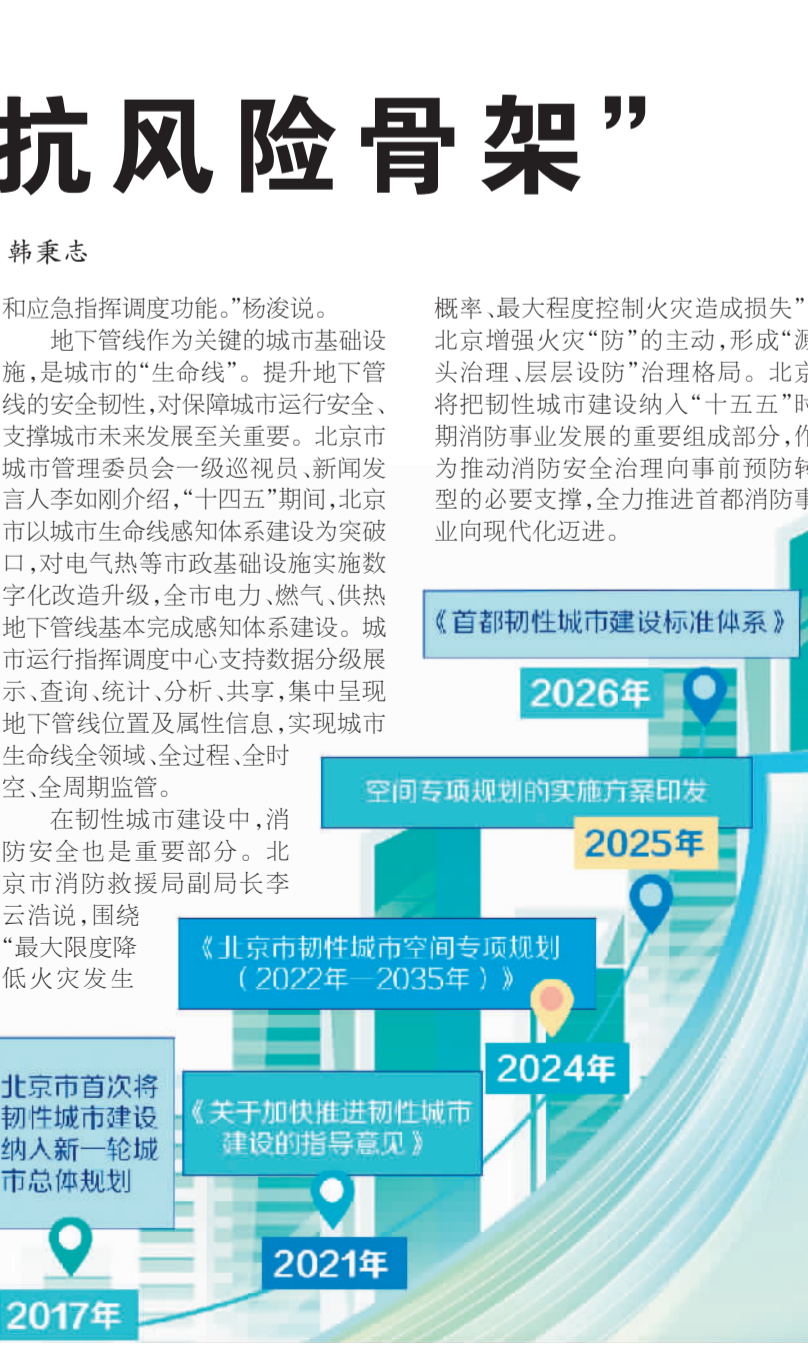 抗风险骨架”
韩秉志
和应急指挥调度功能。”杨浚说。
地下管线作为关键的城市基础设
施,是城市的“生命线”。提升地下管
线的安全韧性,对保障城市运行安全、
支撑城市未来发展至关重要。北京市
城市管理委员会一级巡视员、新闻发
言人李如刚介绍,“十四五”期间,北京
市以城市生命线感知体系建设为突破
口,对电气热等市政基础设施实施数
字化改造升级,全市电力、燃气、供热
地下管线基本完成感知体系建设。城
市运行指挥调度中心支持数据分级展
示、查询、统计、分析、共享,集中呈现
地下管线位置及属性信息,实现城市
生命线全领域、全过程、全时
空、全周期监管。
在韧性城市建设中,消
防安全也是重要部分。北
京市消防救援局副局长李
云浩说,围绕
“最大限度降
低火灾发生
概率、最大程度控制火灾造成损失”
北京增强火灾“防”的主动,形成“源
头治理、层层设防”治理格局。北京
将把韧性城市建设纳入“十五五”时
期消防事业发展的重要组成部分,作
为推动消防安全治理向事前预防转
型的必要支撑,全力推进首都消防事
业向现代化迈进。
《首都韧性城市建设标准体系》
2026年
空间专项规划的实施方案印发
2025年
《北京市韧性城市空间专项规划
(2022年—2035年)》
2024年
《关于加快推进韧性城市
建设的指导意见》
2021年
北京市首次将
韧性城市建设
纳入新一轮城
市总体规划
2017年